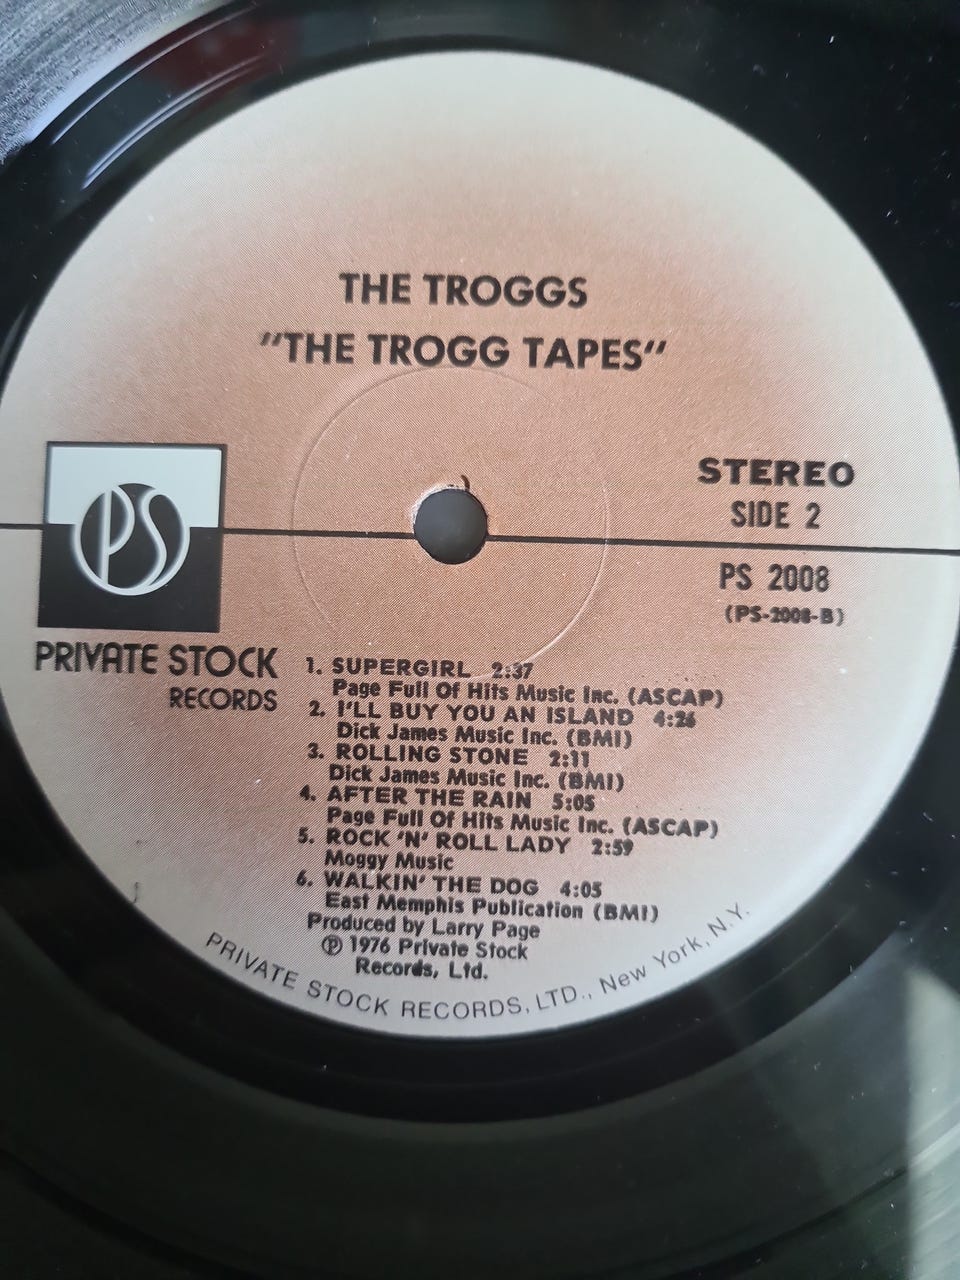 THE TROGGS
"THE TROGG TAPES"
STEREO
SIDE 2
PS 2008
(PS-2008-B)
PS
PRIVATE STOCK
RECORDS
1. SUPERGIRL 2:37
Page Full Of Hits Music Inc. (ASCAP)
2. I'LL BUY YOU AN ISLAND 4:26
Dick James Music Inc. (BMI)
3. ROLLING STONE 2:11
Dick James Music Inc. (BMI)
4. AFTER THE RAIN 5:05
Page Full Of Hits Music Inc. (ASCAP)
5. ROCK 'N' ROLL LADY 2:59
Moggy Music
6. WALKIN' THE DOG 4:05
East Memphis Publication (BMI)
Produced by Larry Page
℗ 1976 Private Stock
Records, Ltd.
PRIVATE STOCK RECORDS, LTD., New York, N.Y.